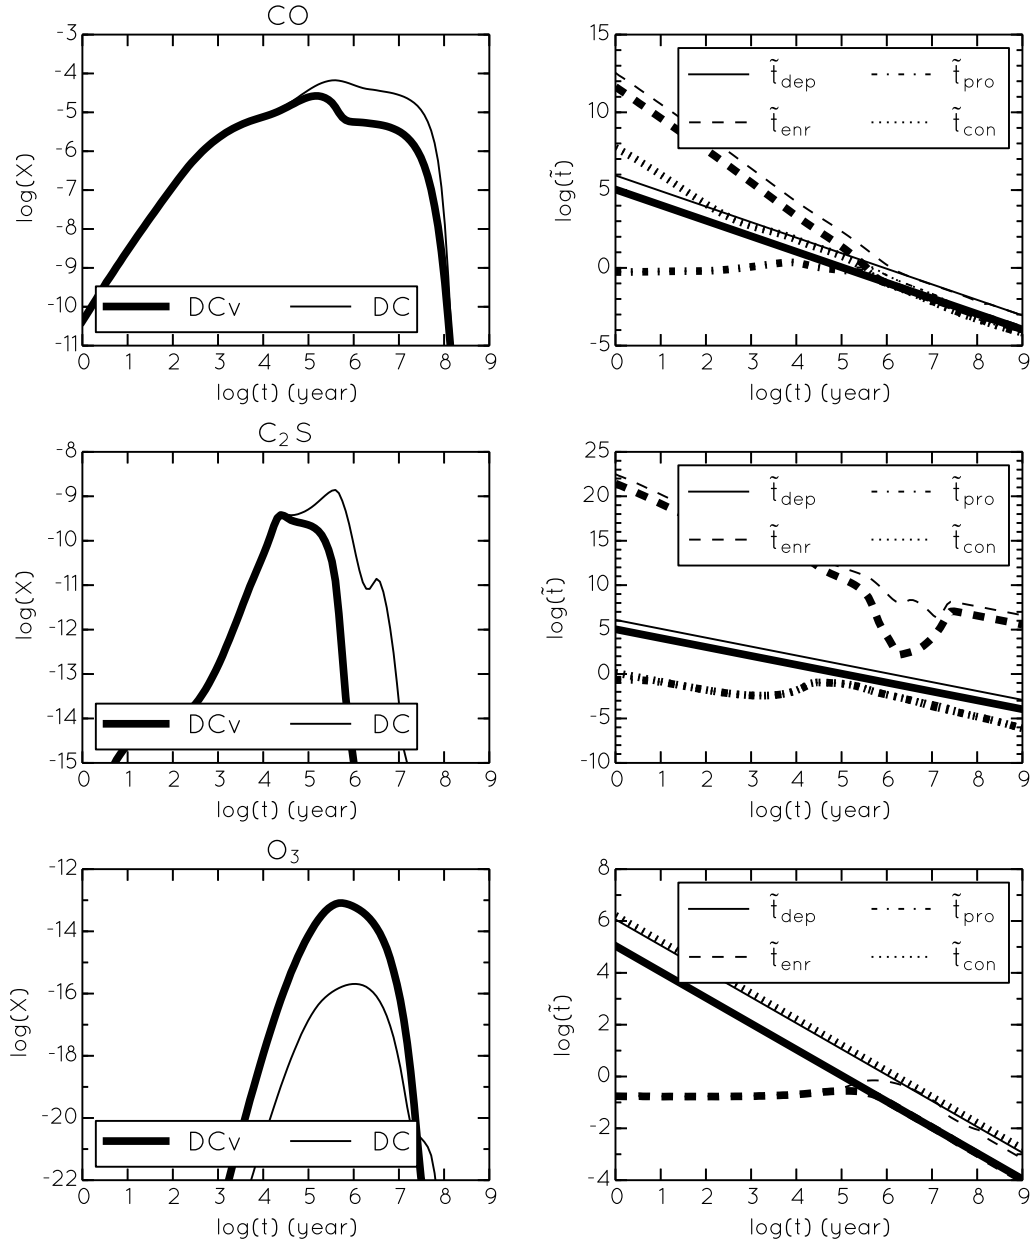 CO
-3
-4
-5
-6
-7
-8
-9
-10
-11
log(X)
DCv DC
0 1 2 3 4 5 6 7 8 9
log(t) (year)
15
10
5
0
-5
log(t̃)
t̃dep t̃pro
t̃enr t̃con
0 1 2 3 4 5 6 7 8 9
log(t) (year)
C₂S
-8
-9
-10
-11
-12
-13
-14
-15
log(X)
DCv DC
0 1 2 3 4 5 6 7 8 9
log(t) (year)
25
20
15
10
5
0
-5
-10
log(t̃)
t̃dep t̃pro
t̃enr t̃con
0 1 2 3 4 5 6 7 8 9
log(t) (year)
O₃
-12
-14
-16
-18
-20
-22
log(X)
DCv DC
0 1 2 3 4 5 6 7 8 9
log(t) (year)
8
6
4
2
0
-2
-4
log(t̃)
t̃dep t̃pro
t̃enr t̃con
0 1 2 3 4 5 6 7 8 9
log(t) (year)